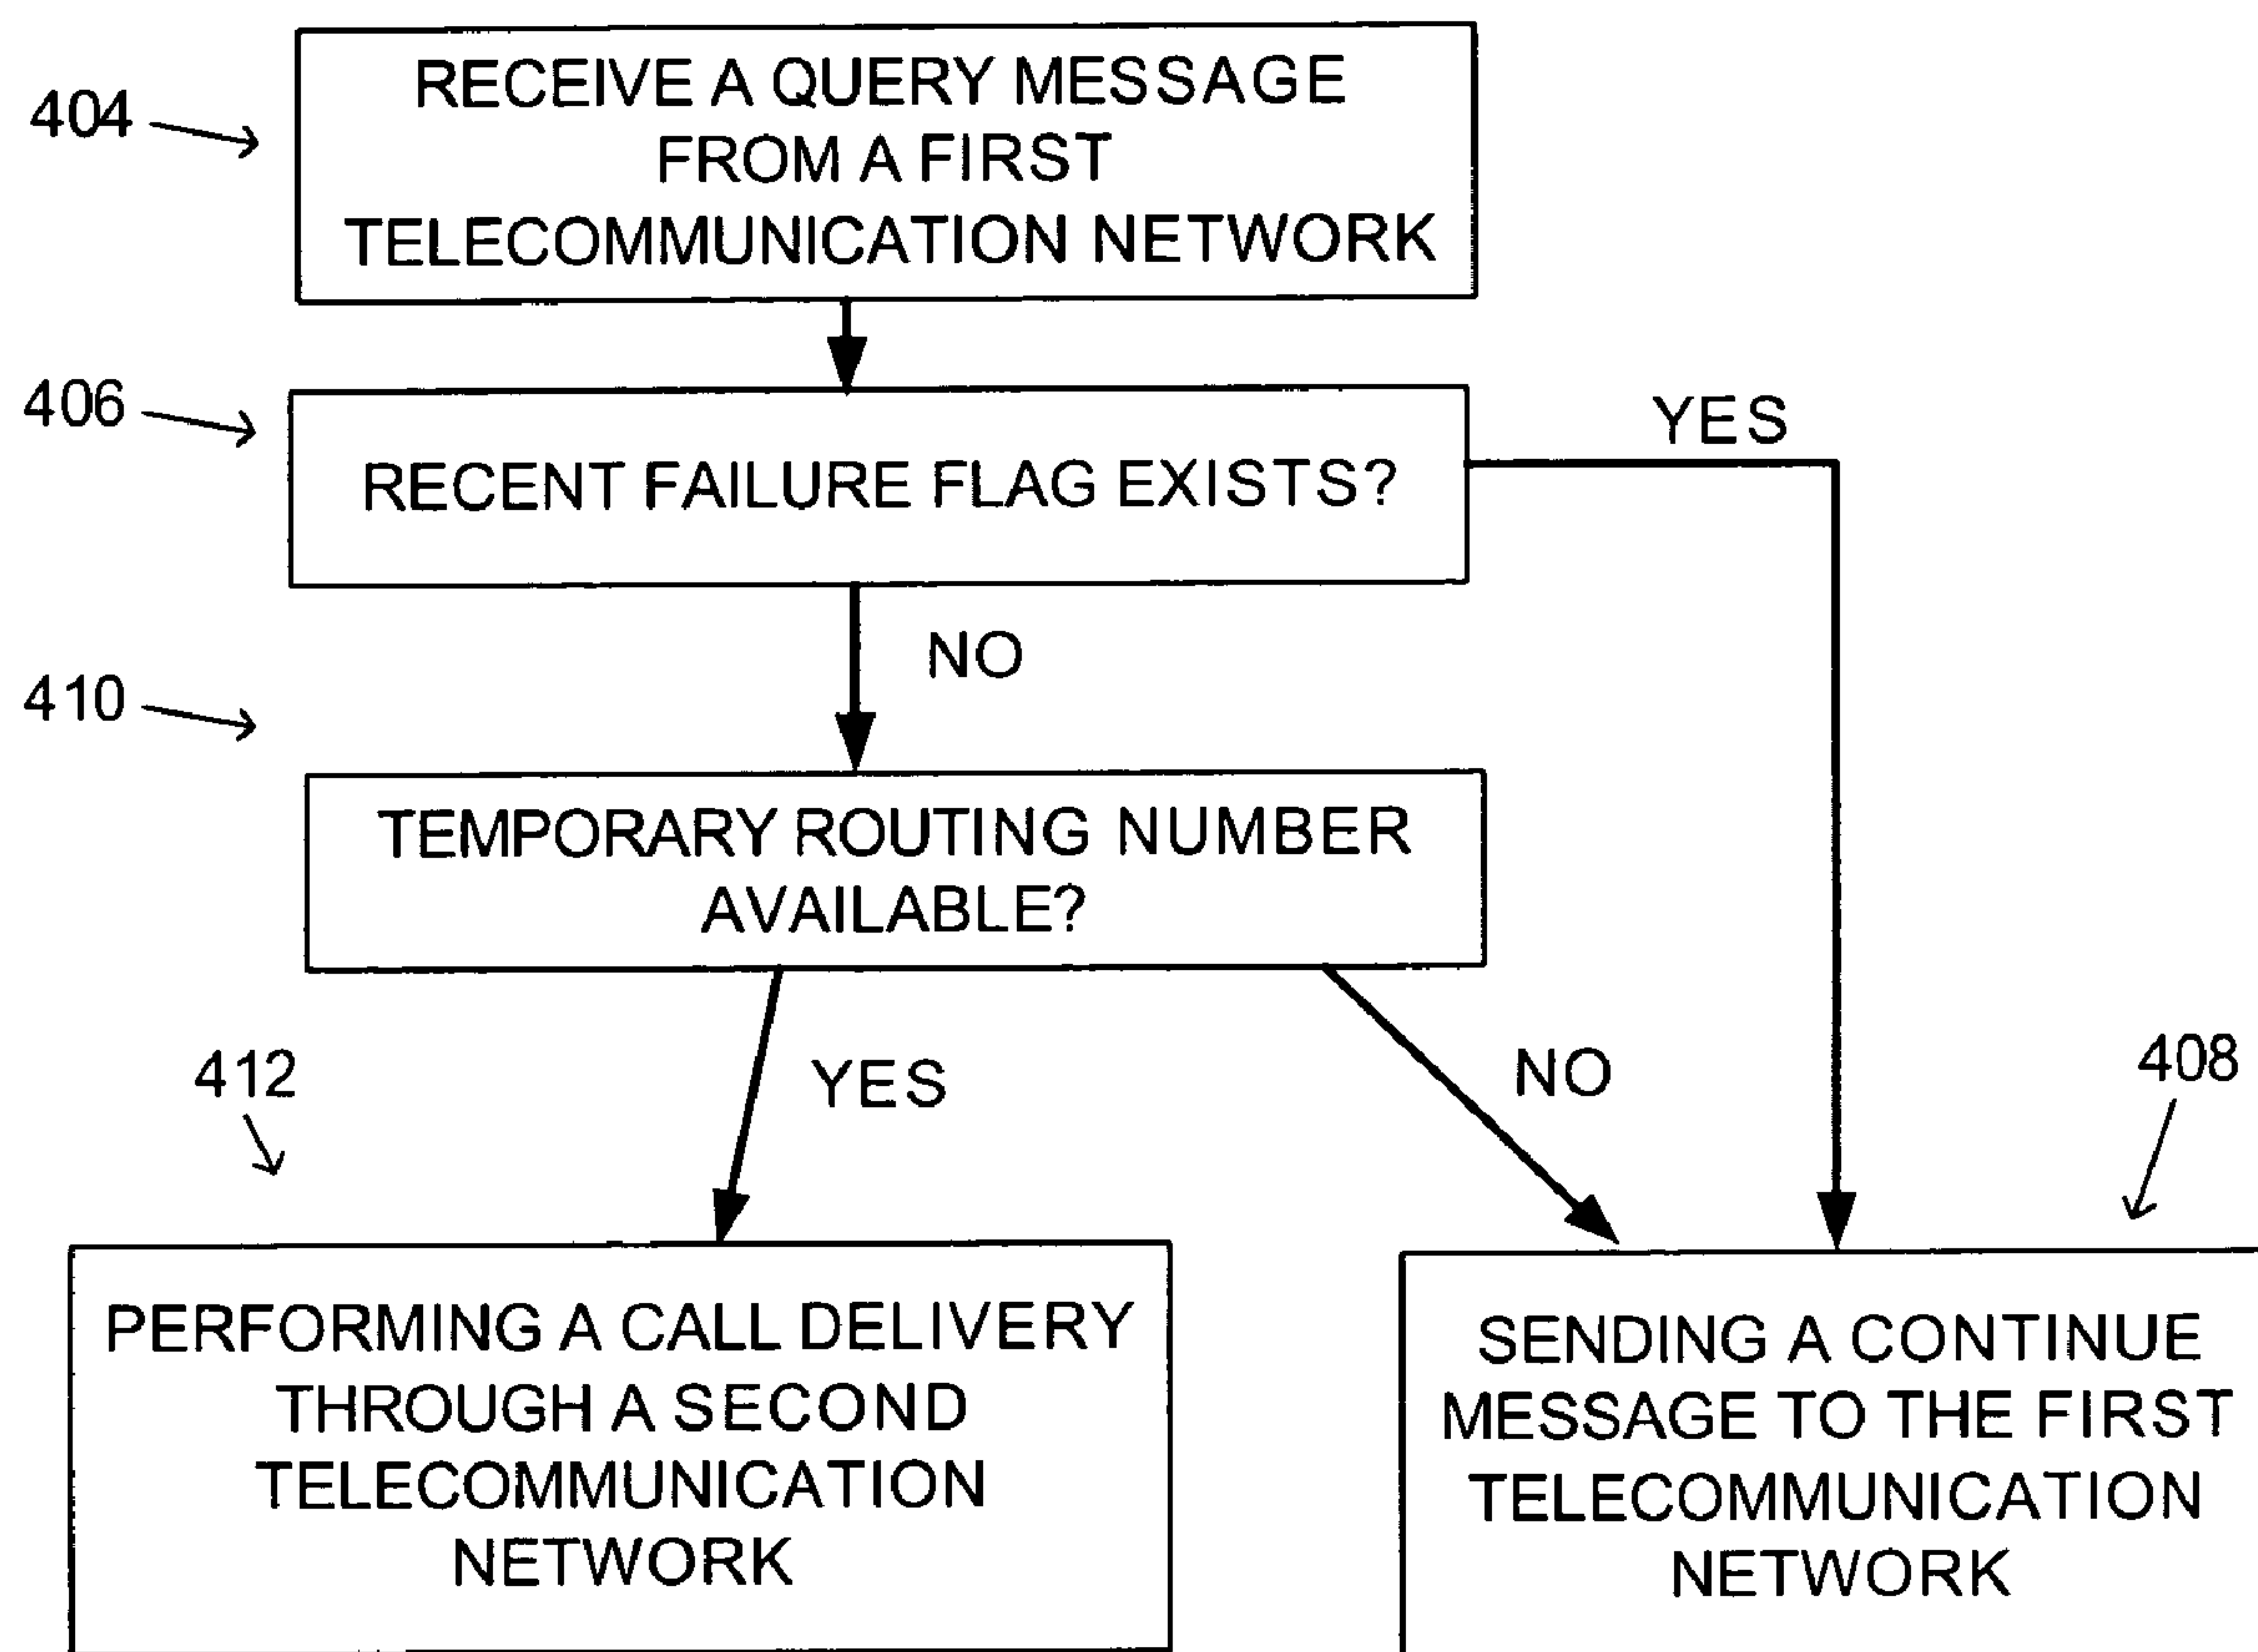 404
RECEIVE A QUERY MESSAGE
FROM A FIRST
TELECOMMUNICATION NETWORK
406
RECENT FAILURE FLAG EXISTS?
YES
NO
410
TEMPORARY ROUTING NUMBER
AVAILABLE?
YES
NO
412
408
PERFORMING A CALL DELIVERY
THROUGH A SECOND
TELECOMMUNICATION
NETWORK
SENDING A CONTINUE
MESSAGE TO THE FIRST
TELECOMMUNICATION
NETWORK